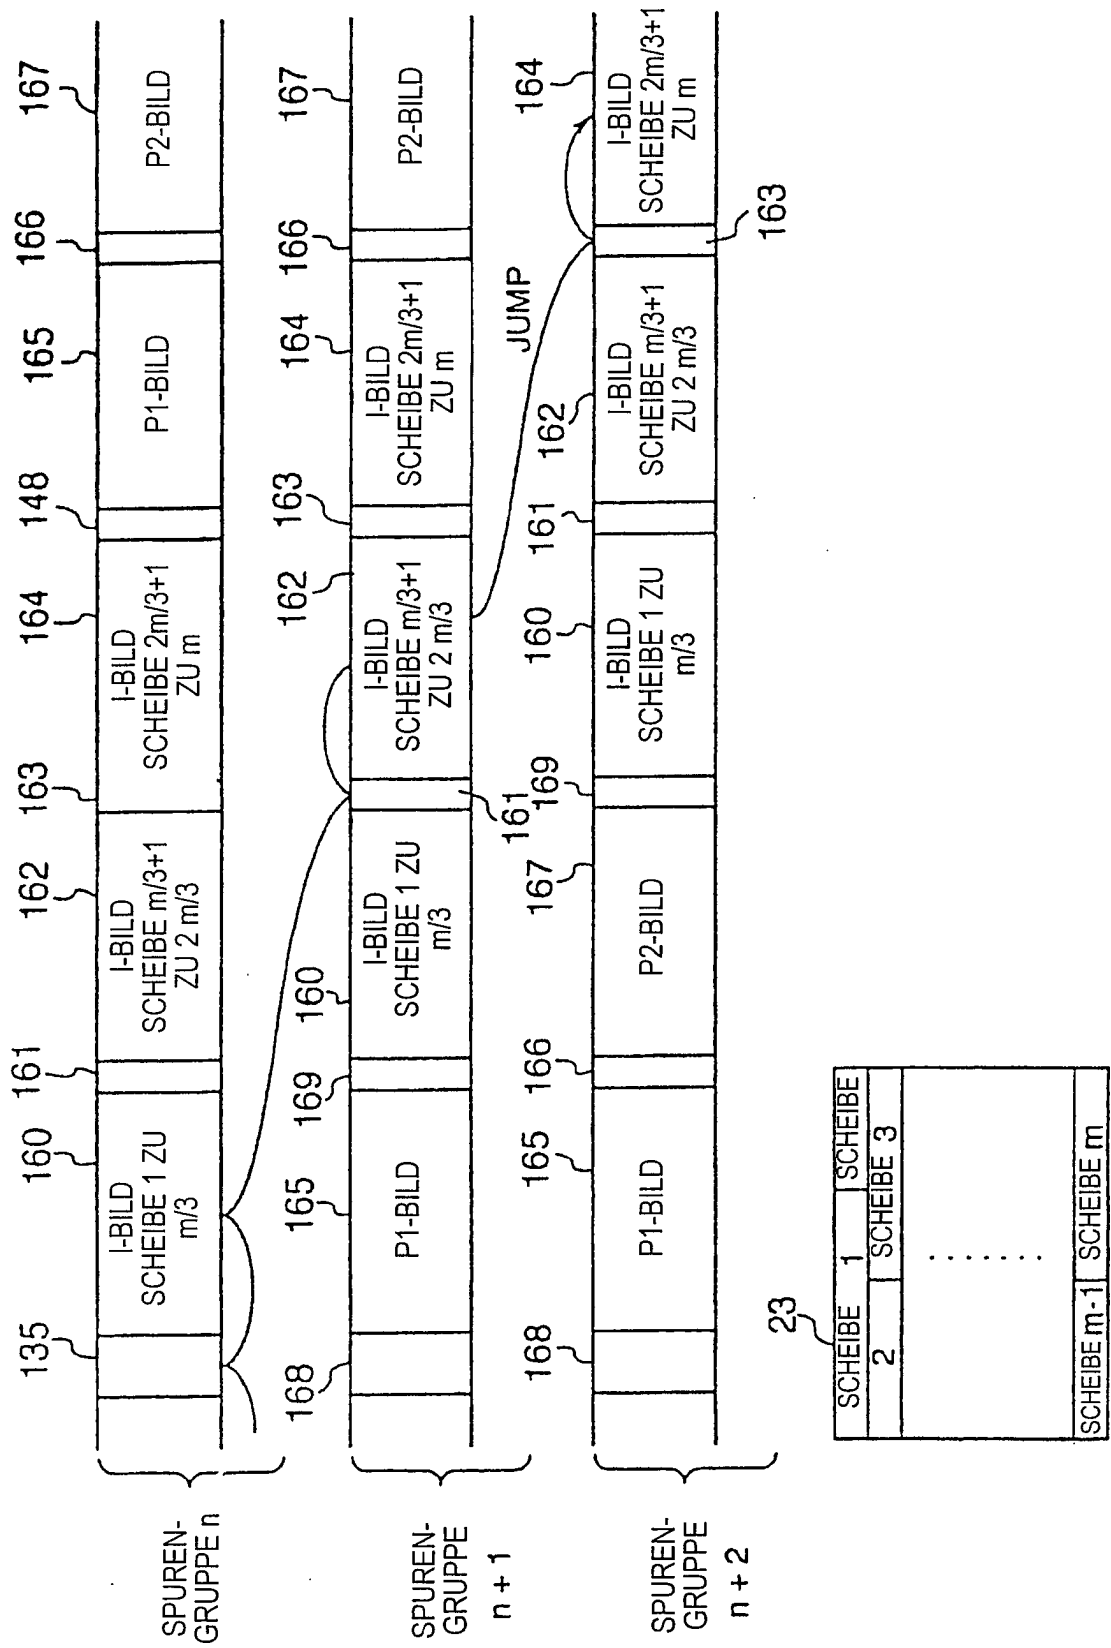 135
160
161
162
163
164
148
165
166
167
SPUREN-
GRUPPE n
I-BILD
SCHEIBE 1 ZU
m/3
I-BILD
SCHEIBE m/3+1
ZU 2 m/3
I-BILD
SCHEIBE 2m/3+1
ZU m
P1-BILD
P2-BILD
168
165
169
160
161
162
163
164
166
167
SPUREN-
GRUPPE
n + 1
P1-BILD
I-BILD
SCHEIBE 1 ZU
m/3
I-BILD
SCHEIBE m/3+1
ZU 2 m/3
I-BILD
SCHEIBE 2m/3+1
ZU m
P2-BILD
JUMP
168
165
166
167
169
160
161
162
163
164
SPUREN-
GRUPPE
n + 2
P1-BILD
P2-BILD
I-BILD
SCHEIBE 1 ZU
m/3
I-BILD
SCHEIBE m/3+1
ZU 2 m/3
I-BILD
SCHEIBE 2m/3+1
ZU m
23
SCHEIBE 1 SCHEIBE
2 SCHEIBE 3
.......
SCHEIBE m-1 SCHEIBE m